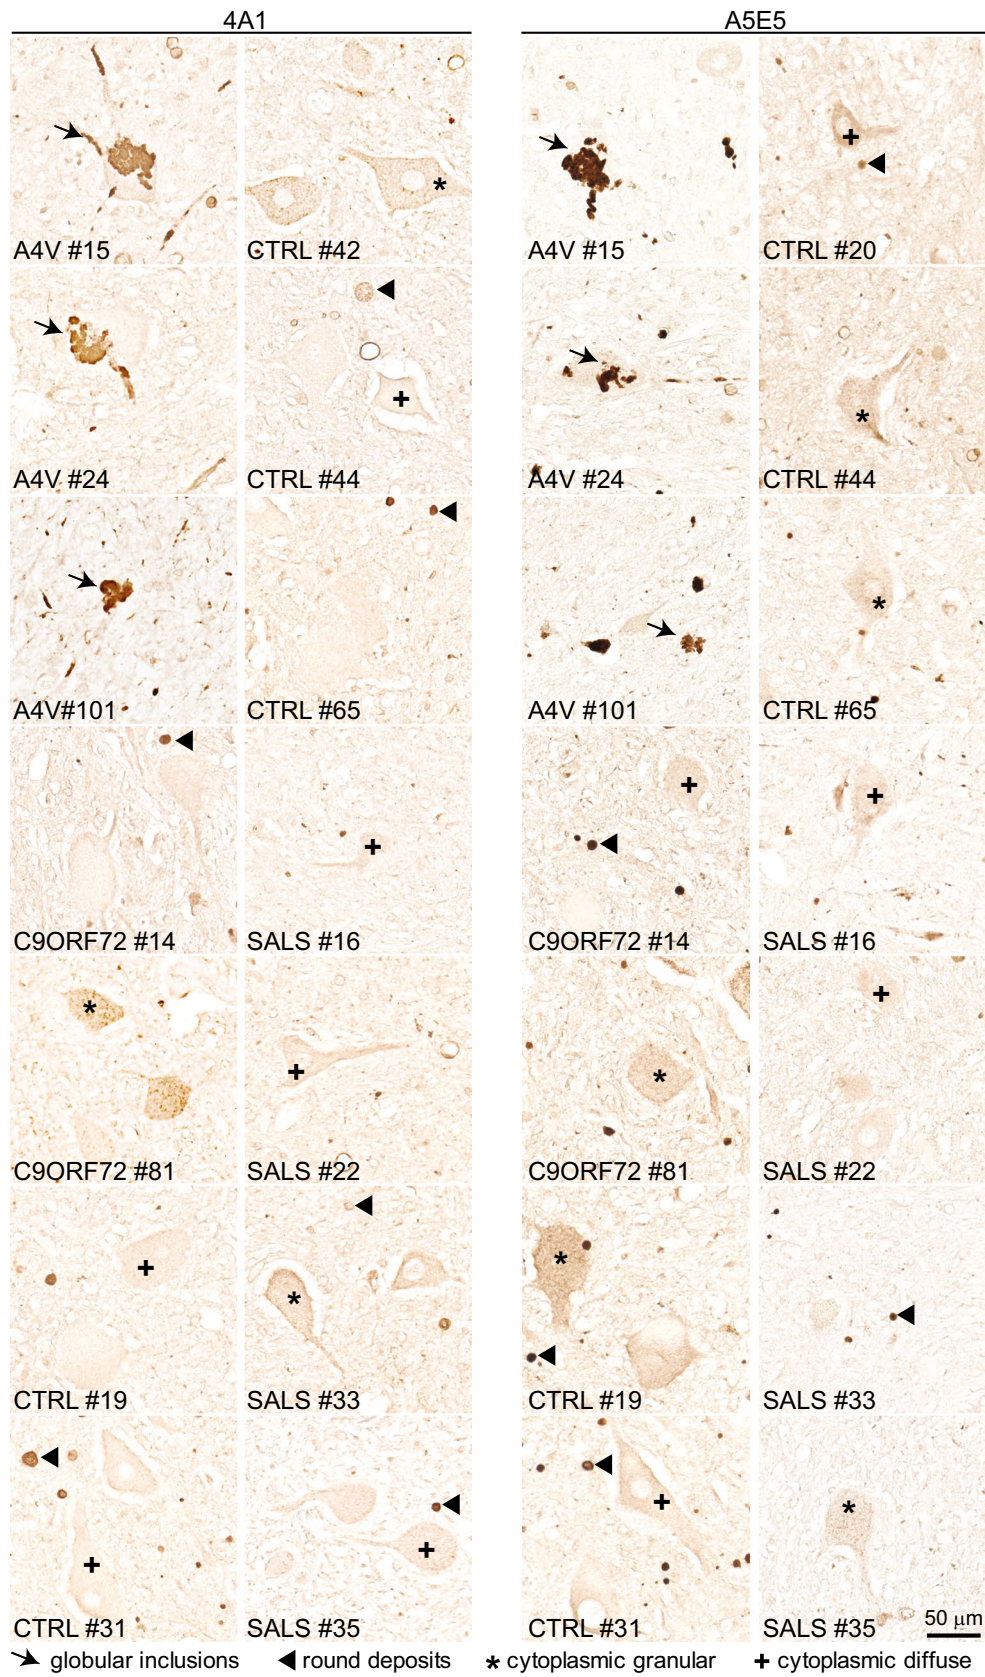 4A1 A5E5
A4V #15 CTRL #42 A4V #15 CTRL #20
A4V #24 CTRL #44 A4V #24 CTRL #44
A4V#101 CTRL #65 A4V #101 CTRL #65
C9ORF72 #14 SALS #16 C9ORF72 #14 SALS #16
C9ORF72 #81 SALS #22 C9ORF72 #81 SALS #22
CTRL #19 SALS #33 CTRL #19 SALS #33
50 µm
CTRL #31 SALS #35 CTRL #31 SALS #35
globular inclusions round deposits * cytoplasmic granular + cytoplasmic diffuse